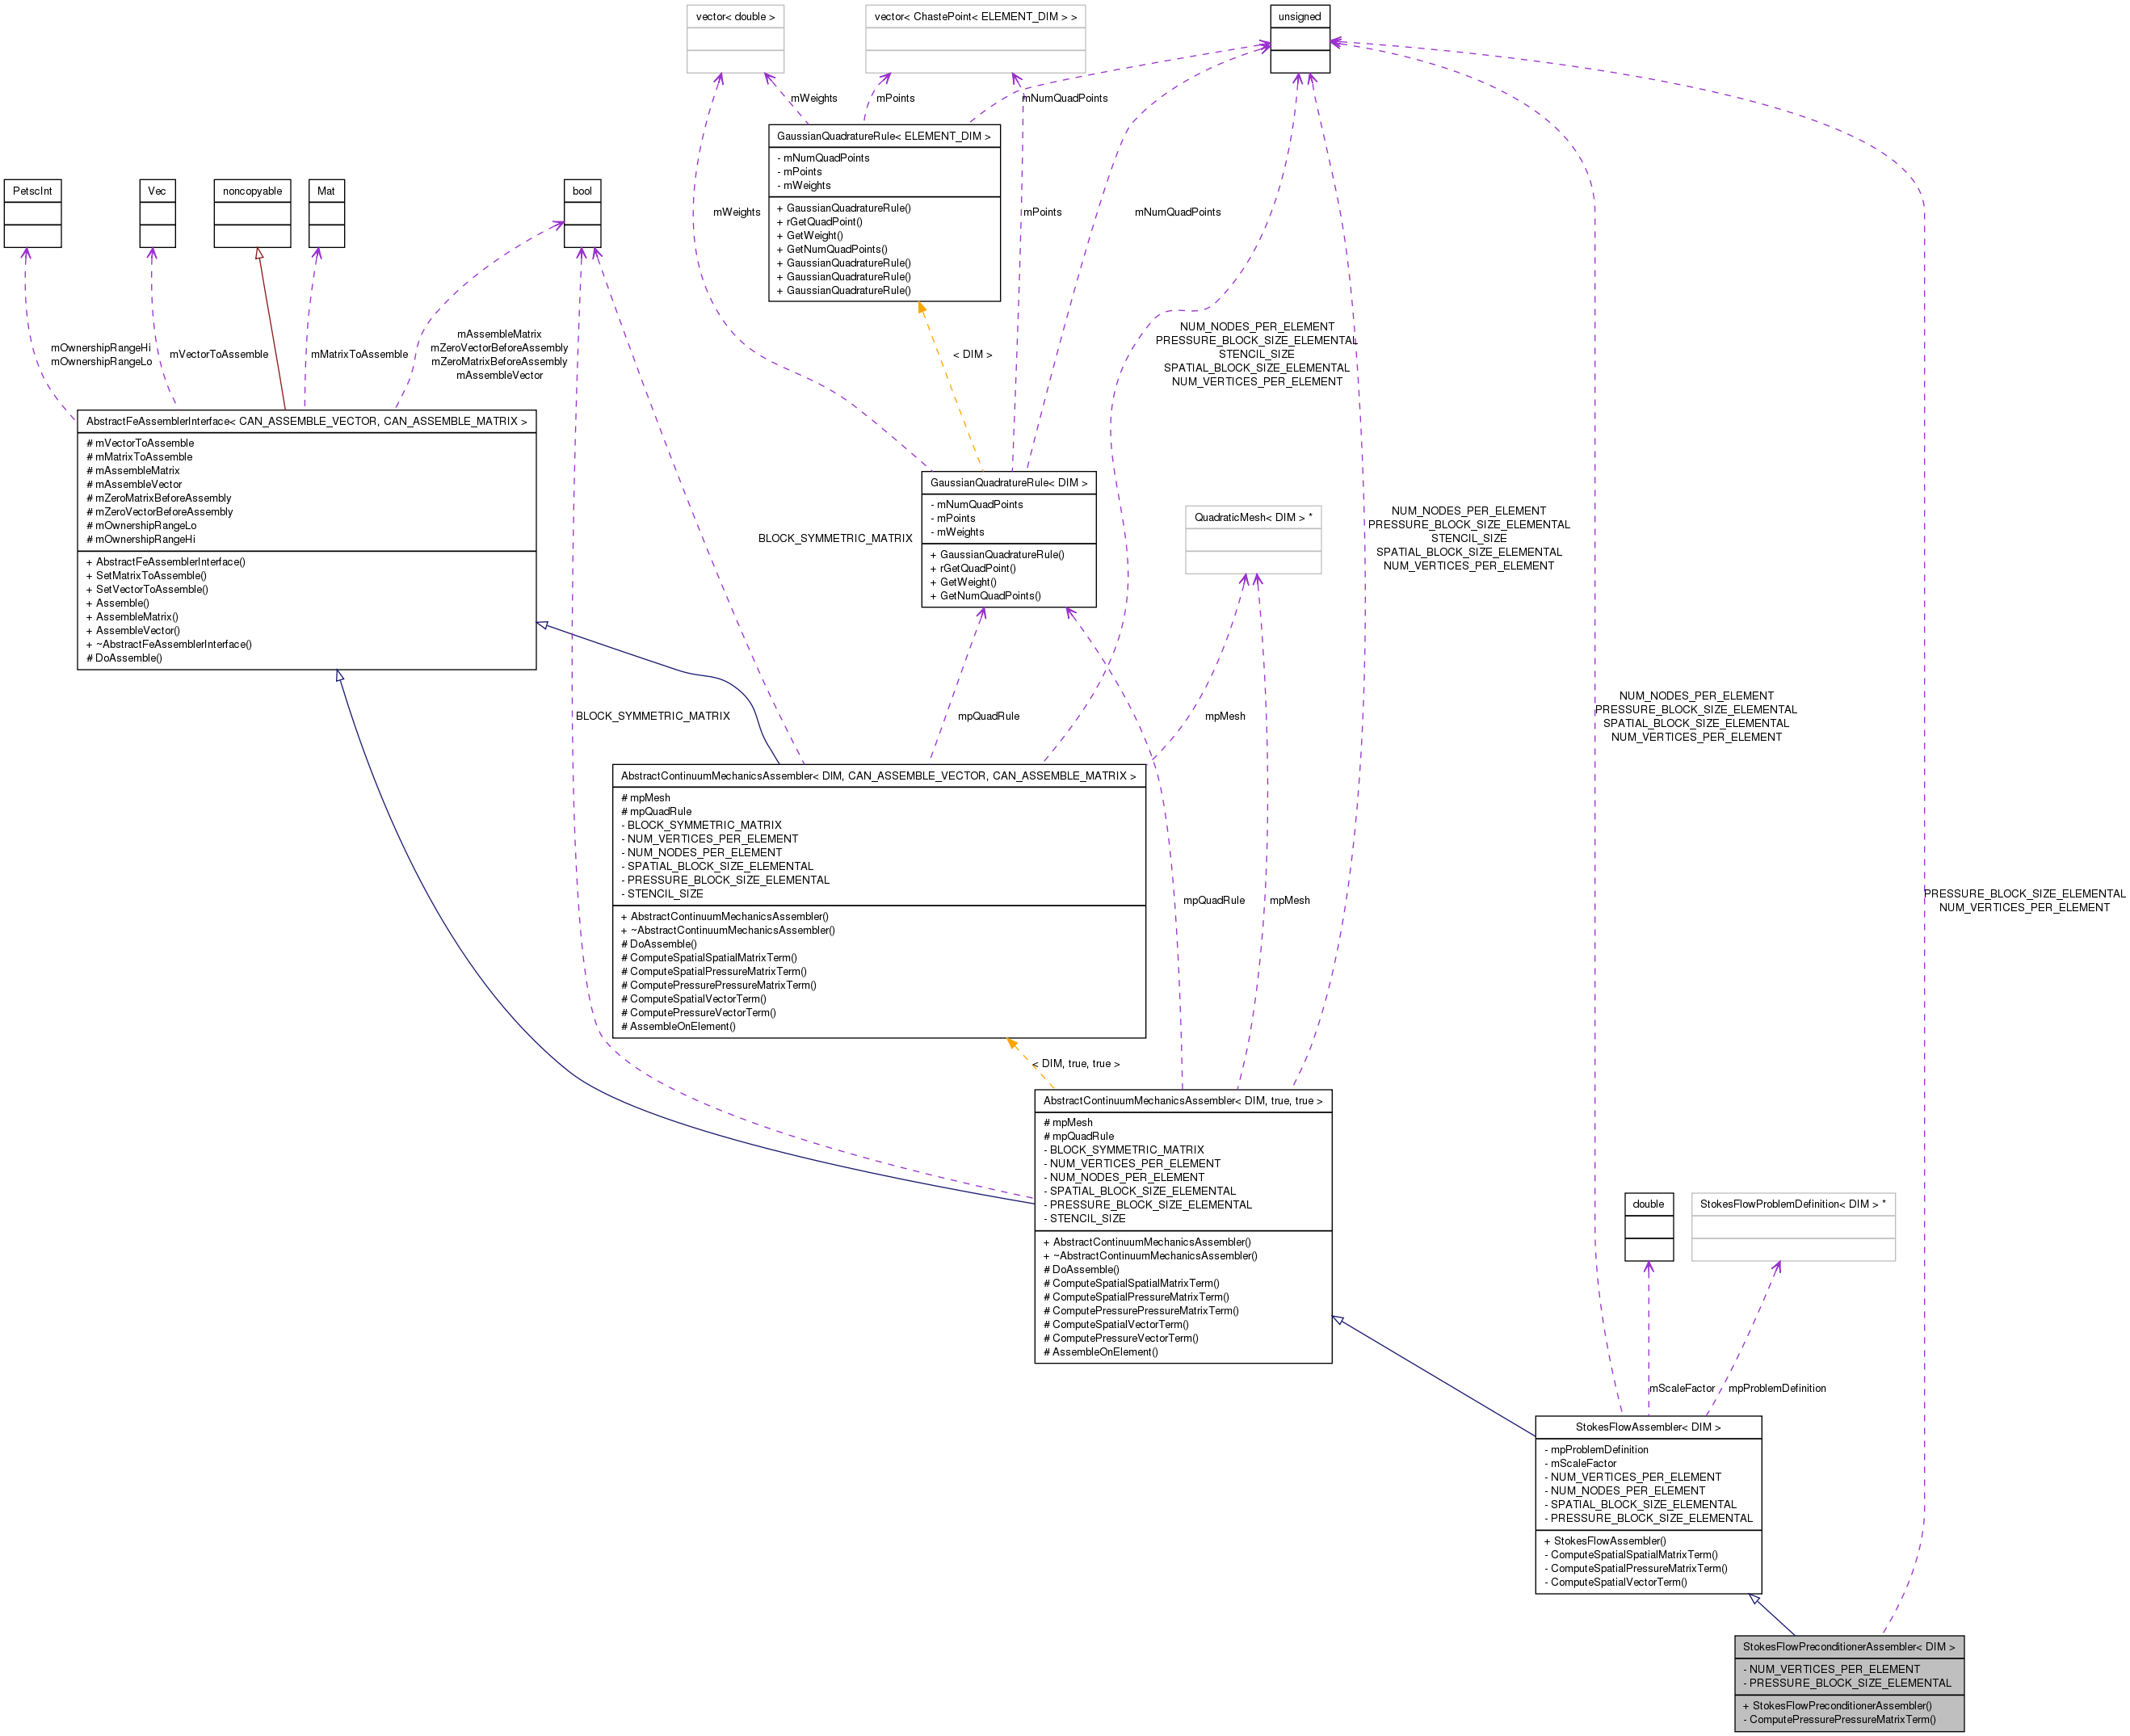 vector< double >
vector< ChastePoint< ELEMENT_DIM > >
unsigned
mWeights
mPoints
mNumQuadPoints
GaussianQuadratureRule< ELEMENT_DIM >
- mNumQuadPoints
- mPoints
- mWeights
+ GaussianQuadratureRule()
+ rGetQuadPoint()
+ GetWeight()
+ GetNumQuadPoints()
+ GaussianQuadratureRule()
+ GaussianQuadratureRule()
+ GaussianQuadratureRule()
PetscInt
Vec
noncopyable
Mat
bool
mWeights
mPoints
mNumQuadPoints
mOwnershipRangeHi
mOwnershipRangeLo
mVectorToAssemble
mMatrixToAssemble
mAssembleMatrix
mZeroVectorBeforeAssembly
mZeroMatrixBeforeAssembly
mAssembleVector
< DIM >
NUM_NODES_PER_ELEMENT
PRESSURE_BLOCK_SIZE_ELEMENTAL
STENCIL_SIZE
SPATIAL_BLOCK_SIZE_ELEMENTAL
NUM_VERTICES_PER_ELEMENT
AbstractFeAssemblerInterface< CAN_ASSEMBLE_VECTOR, CAN_ASSEMBLE_MATRIX >
# mVectorToAssemble
# mMatrixToAssemble
# mAssembleMatrix
# mAssembleVector
# mZeroMatrixBeforeAssembly
# mZeroVectorBeforeAssembly
# mOwnershipRangeLo
# mOwnershipRangeHi
+ AbstractFeAssemblerInterface()
+ SetMatrixToAssemble()
+ SetVectorToAssemble()
+ Assemble()
+ AssembleMatrix()
+ AssembleVector()
+ ~AbstractFeAssemblerInterface()
# DoAssemble()
BLOCK_SYMMETRIC_MATRIX
GaussianQuadratureRule< DIM >
- mNumQuadPoints
- mPoints
- mWeights
+ GaussianQuadratureRule()
+ rGetQuadPoint()
+ GetWeight()
+ GetNumQuadPoints()
QuadraticMesh< DIM > *
NUM_NODES_PER_ELEMENT
PRESSURE_BLOCK_SIZE_ELEMENTAL
STENCIL_SIZE
SPATIAL_BLOCK_SIZE_ELEMENTAL
NUM_VERTICES_PER_ELEMENT
BLOCK_SYMMETRIC_MATRIX
mpQuadRule
mpMesh
NUM_NODES_PER_ELEMENT
PRESSURE_BLOCK_SIZE_ELEMENTAL
SPATIAL_BLOCK_SIZE_ELEMENTAL
NUM_VERTICES_PER_ELEMENT
AbstractContinuumMechanicsAssembler< DIM, CAN_ASSEMBLE_VECTOR, CAN_ASSEMBLE_MATRIX >
# mpMesh
# mpQuadRule
- BLOCK_SYMMETRIC_MATRIX
- NUM_VERTICES_PER_ELEMENT
- NUM_NODES_PER_ELEMENT
- SPATIAL_BLOCK_SIZE_ELEMENTAL
- PRESSURE_BLOCK_SIZE_ELEMENTAL
- STENCIL_SIZE
+ AbstractContinuumMechanicsAssembler()
+ ~AbstractContinuumMechanicsAssembler()
# DoAssemble()
# ComputeSpatialSpatialMatrixTerm()
# ComputeSpatialPressureMatrixTerm()
# ComputePressurePressureMatrixTerm()
# ComputeSpatialVectorTerm()
# ComputePressureVectorTerm()
# AssembleOnElement()
mpQuadRule
mpMesh
PRESSURE_BLOCK_SIZE_ELEMENTAL
NUM_VERTICES_PER_ELEMENT
< DIM, true, true >
AbstractContinuumMechanicsAssembler< DIM, true, true >
# mpMesh
# mpQuadRule
- BLOCK_SYMMETRIC_MATRIX
- NUM_VERTICES_PER_ELEMENT
- NUM_NODES_PER_ELEMENT
- SPATIAL_BLOCK_SIZE_ELEMENTAL
- PRESSURE_BLOCK_SIZE_ELEMENTAL
- STENCIL_SIZE
+ AbstractContinuumMechanicsAssembler()
+ ~AbstractContinuumMechanicsAssembler()
# DoAssemble()
# ComputeSpatialSpatialMatrixTerm()
# ComputeSpatialPressureMatrixTerm()
# ComputePressurePressureMatrixTerm()
# ComputeSpatialVectorTerm()
# ComputePressureVectorTerm()
# AssembleOnElement()
double
StokesFlowProblemDefinition< DIM > *
mScaleFactor
mpProblemDefinition
StokesFlowAssembler< DIM >
- mpProblemDefinition
- mScaleFactor
- NUM_VERTICES_PER_ELEMENT
- NUM_NODES_PER_ELEMENT
- SPATIAL_BLOCK_SIZE_ELEMENTAL
- PRESSURE_BLOCK_SIZE_ELEMENTAL
+ StokesFlowAssembler()
- ComputeSpatialSpatialMatrixTerm()
- ComputeSpatialPressureMatrixTerm()
- ComputeSpatialVectorTerm()
StokesFlowPreconditionerAssembler< DIM >
- NUM_VERTICES_PER_ELEMENT
- PRESSURE_BLOCK_SIZE_ELEMENTAL
+ StokesFlowPreconditionerAssembler()
- ComputePressurePressureMatrixTerm()